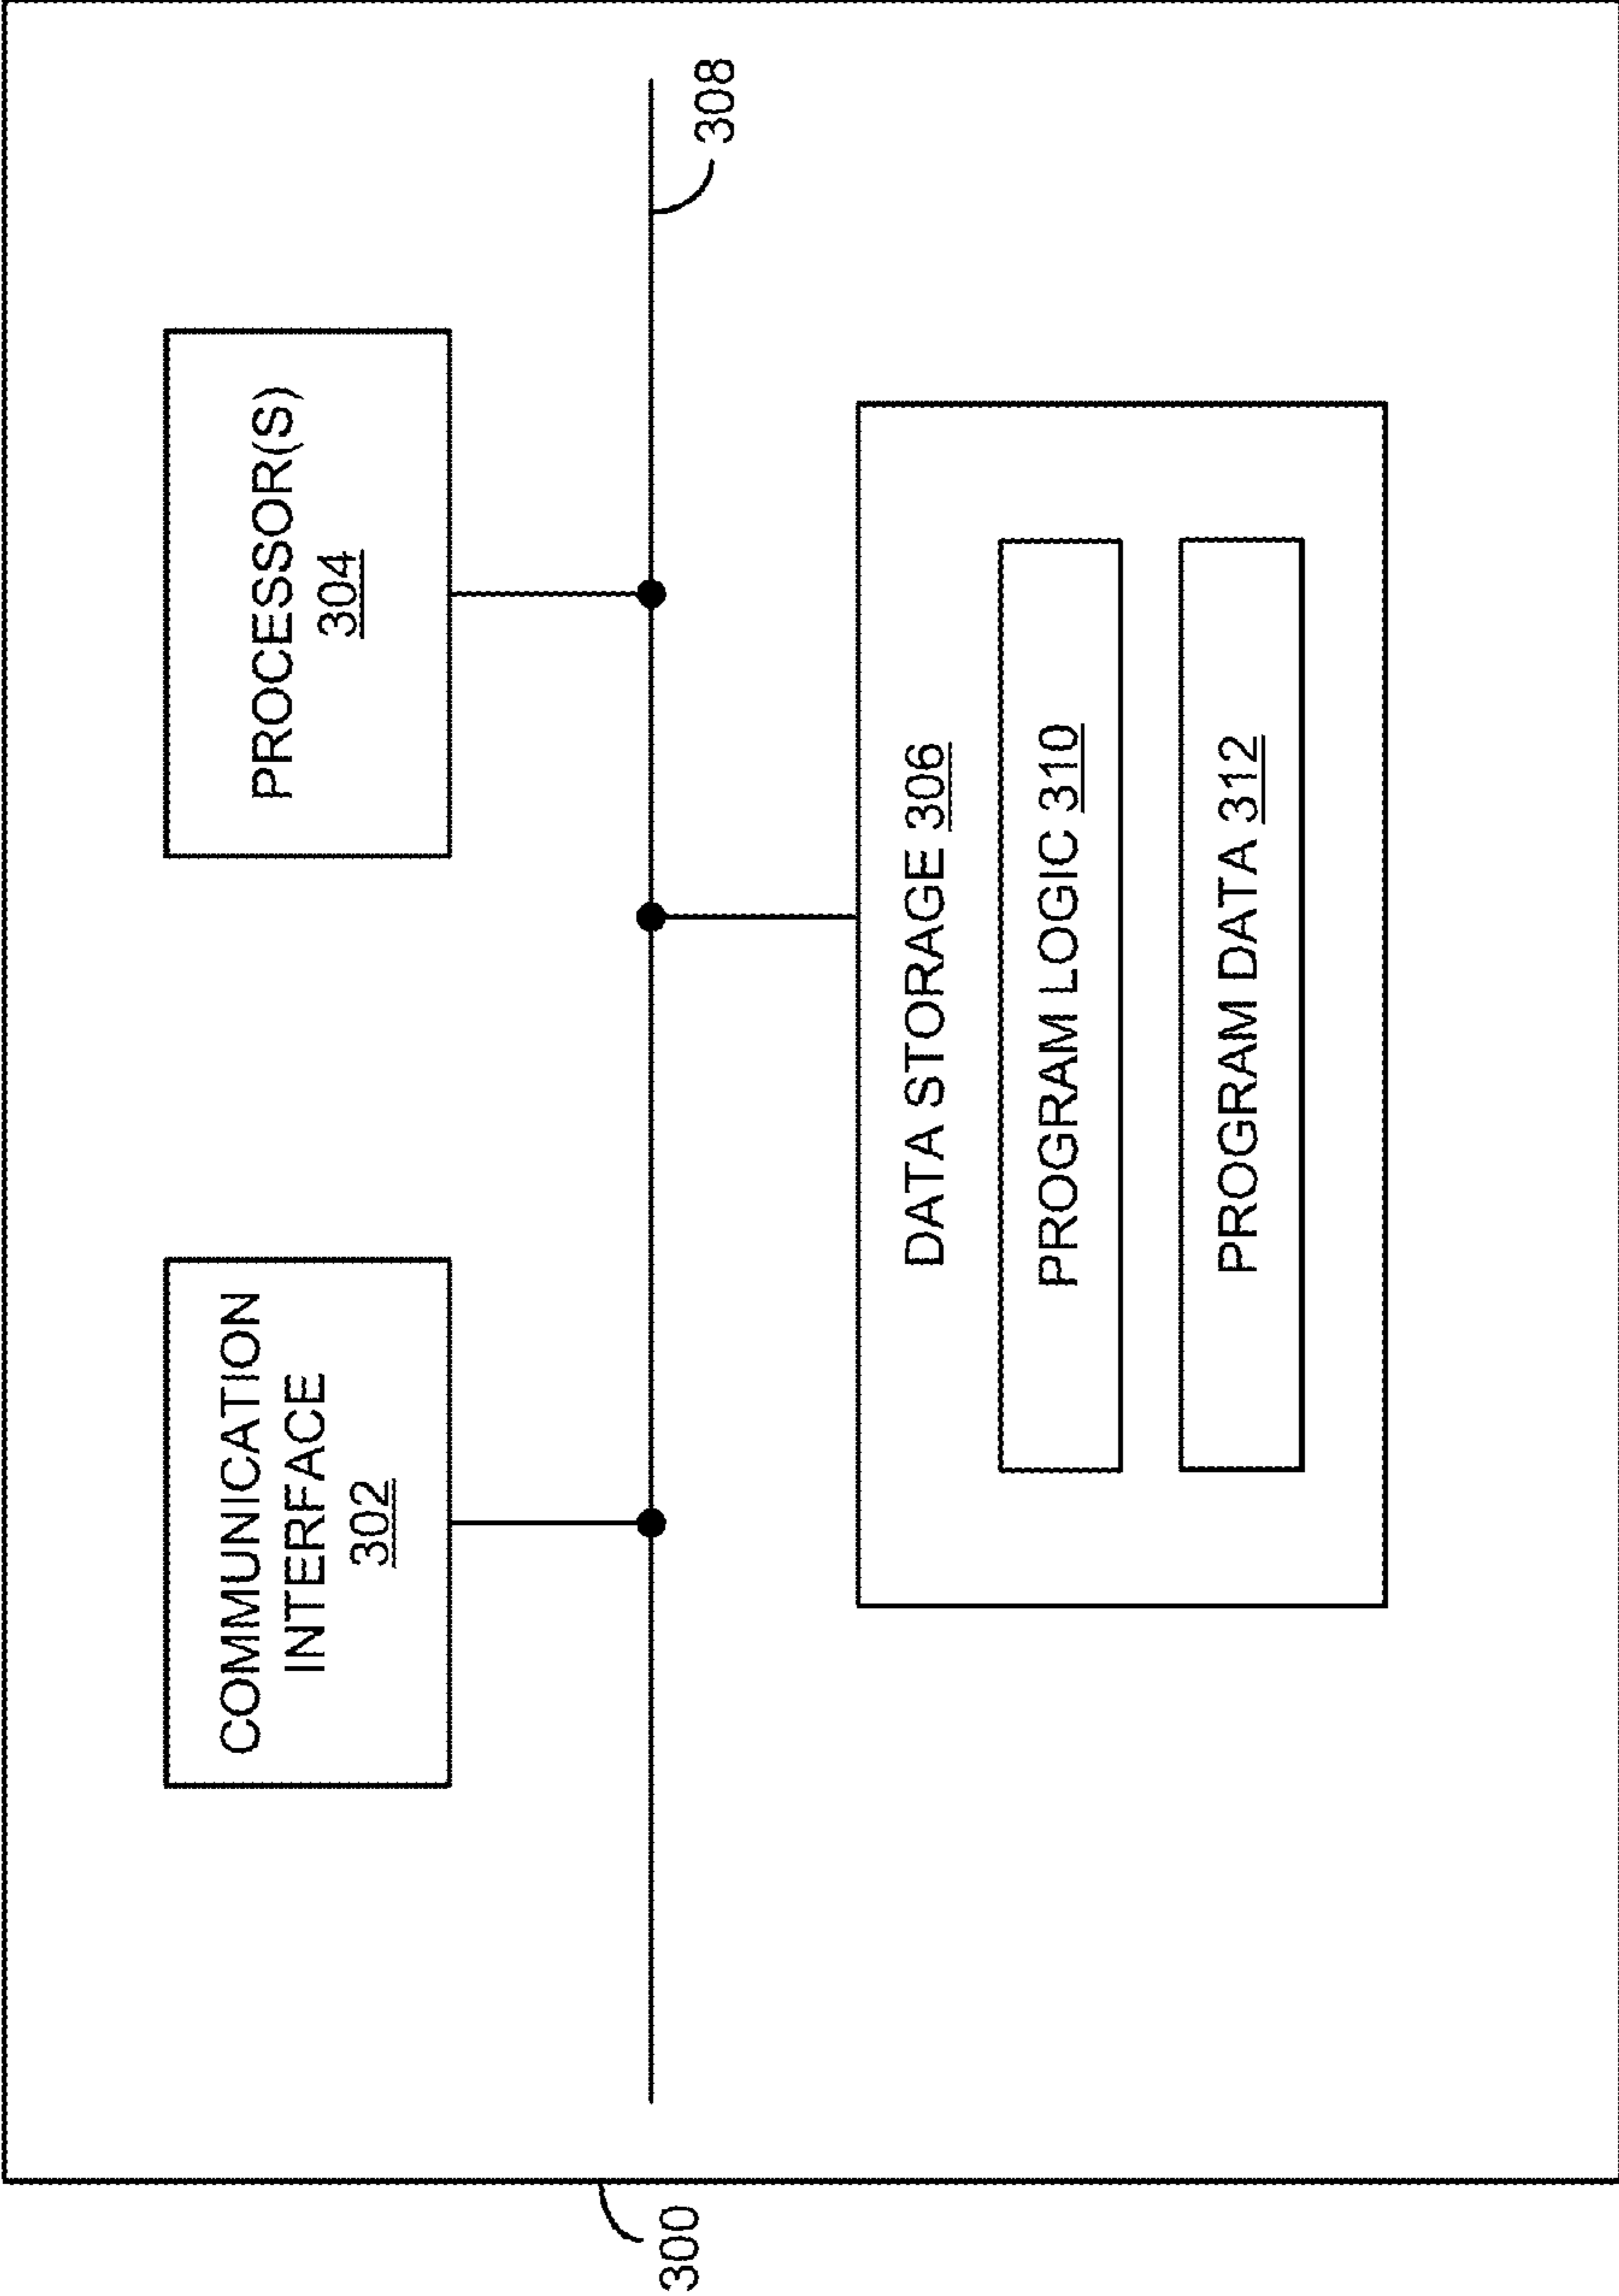 300
COMMUNICATION
INTERFACE
302
PROCESSOR(S)
304
308
DATA STORAGE 306
PROGRAM LOGIC 310
PROGRAM DATA 312